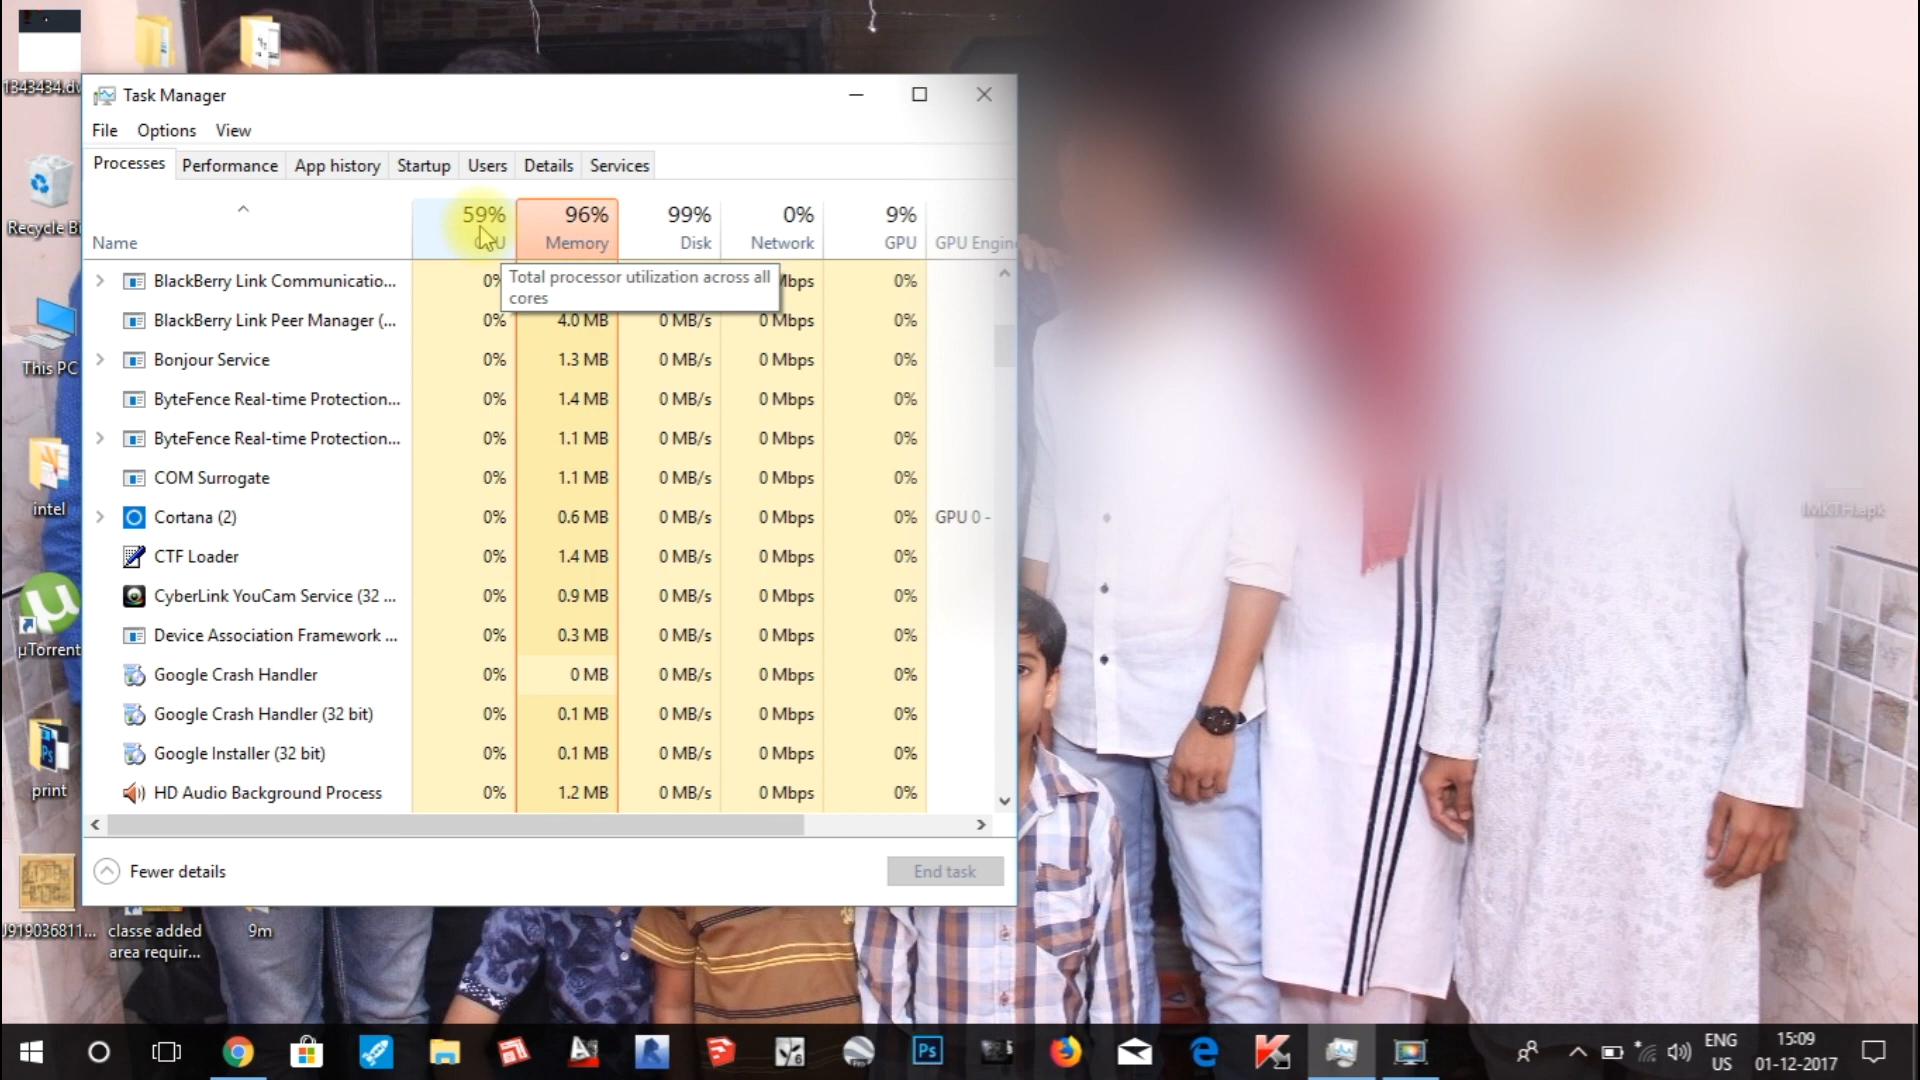 1343434.dw
Recycle Bi
This PC
intel
µTorrent
print
J919036811...
classe added
area requir...
9m
IMKTH.apk
Task Manager
File Options View
Processes Performance App history Startup Users Details Services
59% 96% 99% 0% 9%
Name CPU Memory Disk Network GPU GPU Engin
Total processor utilization across all
cores
BlackBerry Link Communicatio... 0% Mbps 0%
BlackBerry Link Peer Manager (... 0% 4.0 MB 0 MB/s 0 Mbps 0%
Bonjour Service 0% 1.3 MB 0 MB/s 0 Mbps 0%
ByteFence Real-time Protection... 0% 1.4 MB 0 MB/s 0 Mbps 0%
ByteFence Real-time Protection... 0% 1.1 MB 0 MB/s 0 Mbps 0%
COM Surrogate 0% 1.1 MB 0 MB/s 0 Mbps 0%
Cortana (2) 0% 0.6 MB 0 MB/s 0 Mbps 0% GPU 0 -
CTF Loader 0% 1.4 MB 0 MB/s 0 Mbps 0%
CyberLink YouCam Service (32 ... 0% 0.9 MB 0 MB/s 0 Mbps 0%
Device Association Framework ... 0% 0.3 MB 0 MB/s 0 Mbps 0%
Google Crash Handler 0% 0 MB 0 MB/s 0 Mbps 0%
Google Crash Handler (32 bit) 0% 0.1 MB 0 MB/s 0 Mbps 0%
Google Installer (32 bit) 0% 0.1 MB 0 MB/s 0 Mbps 0%
HD Audio Background Process 0% 1.2 MB 0 MB/s 0 Mbps 0%
Fewer details End task
Ps
ENG
US
15:09
01-12-2017